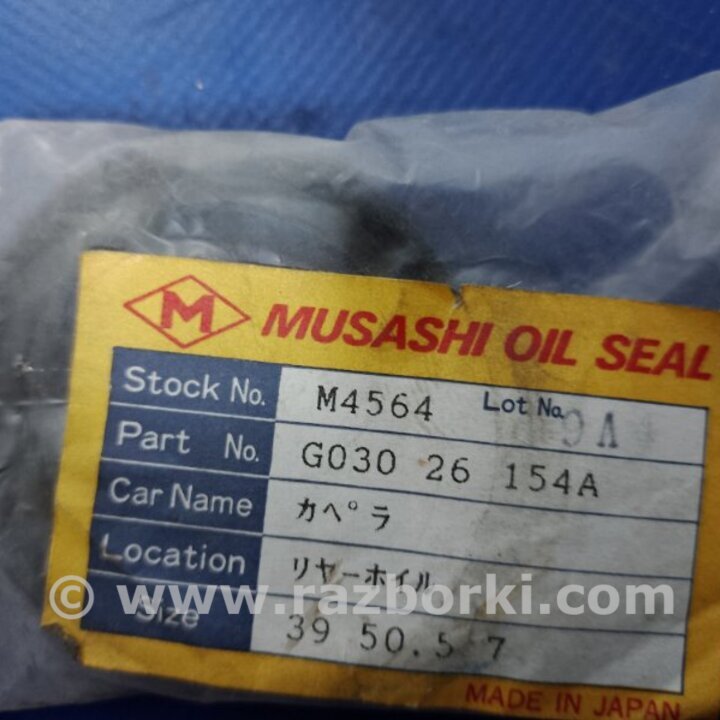 M MUSASHI OIL SEAL
Stock No. M4564 Lot No.
Part No. G030 26 154A
Car Name カペラ
Location リヤーホイル
© www.razborki.com
Size 39 50.5 7
MADE IN JAPAN